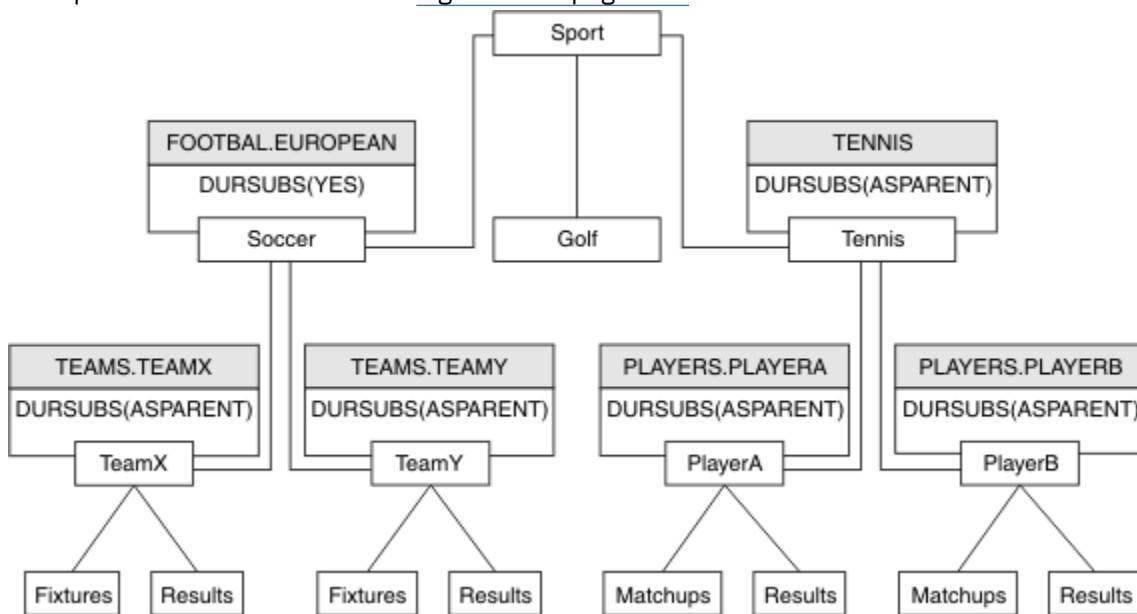 Sport
FOOTBAL.EUROPEAN
TENNIS
DURSUBS(YES)
DURSUBS(ASPARENT)
Soccer
Golf
Tennis
TEAMS.TEAMX
TEAMS.TEAMY
PLAYERS.PLAYERA
PLAYERS.PLAYERB
DURSUBS(ASPARENT)
DURSUBS(ASPARENT)
DURSUBS(ASPARENT)
DURSUBS(ASPARENT)
TeamX
TeamY
PlayerA
PlayerB
Fixtures
Results
Fixtures
Results
Matchups
Results
Matchups
Results